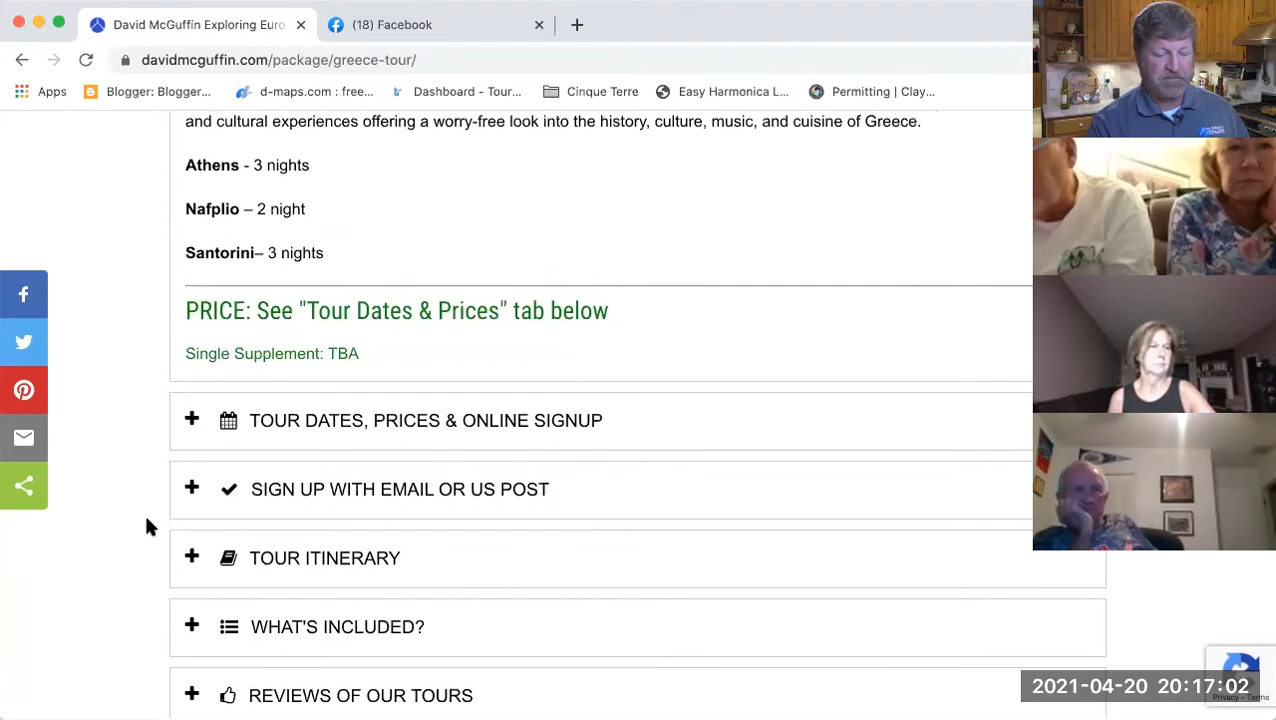 David McGuffin Exploring Euro
(18) Facebook
davidmcguffin.com/package/greece-tour/
Apps
Blogger: Blogger...
d-maps.com : free...
Dashboard - Tour...
Cinque Terre
Easy Harmonica L...
Permitting | Clay...
and cultural experiences offering a worry-free look into the history, culture, music, and cuisine of Greece.
Athens - 3 nights
Nafplio – 2 night
Santorini– 3 nights
PRICE: See "Tour Dates & Prices" tab below
Single Supplement: TBA
TOUR DATES, PRICES & ONLINE SIGNUP
SIGN UP WITH EMAIL OR US POST
TOUR ITINERARY
WHAT'S INCLUDED?
REVIEWS OF OUR TOURS
2021-04-20 20:17:02
Privacy - Terms